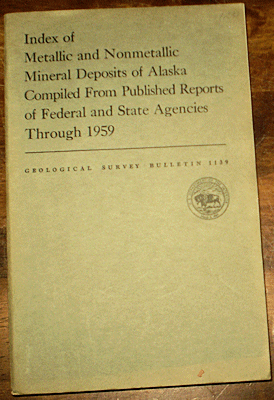 Index of
Metallic and Nonmetallic
Mineral Deposits of Alaska
Compiled From Published Reports
of Federal and State Agencies
Through 1959
GEOLOGICAL SURVEY BULLETIN 1139